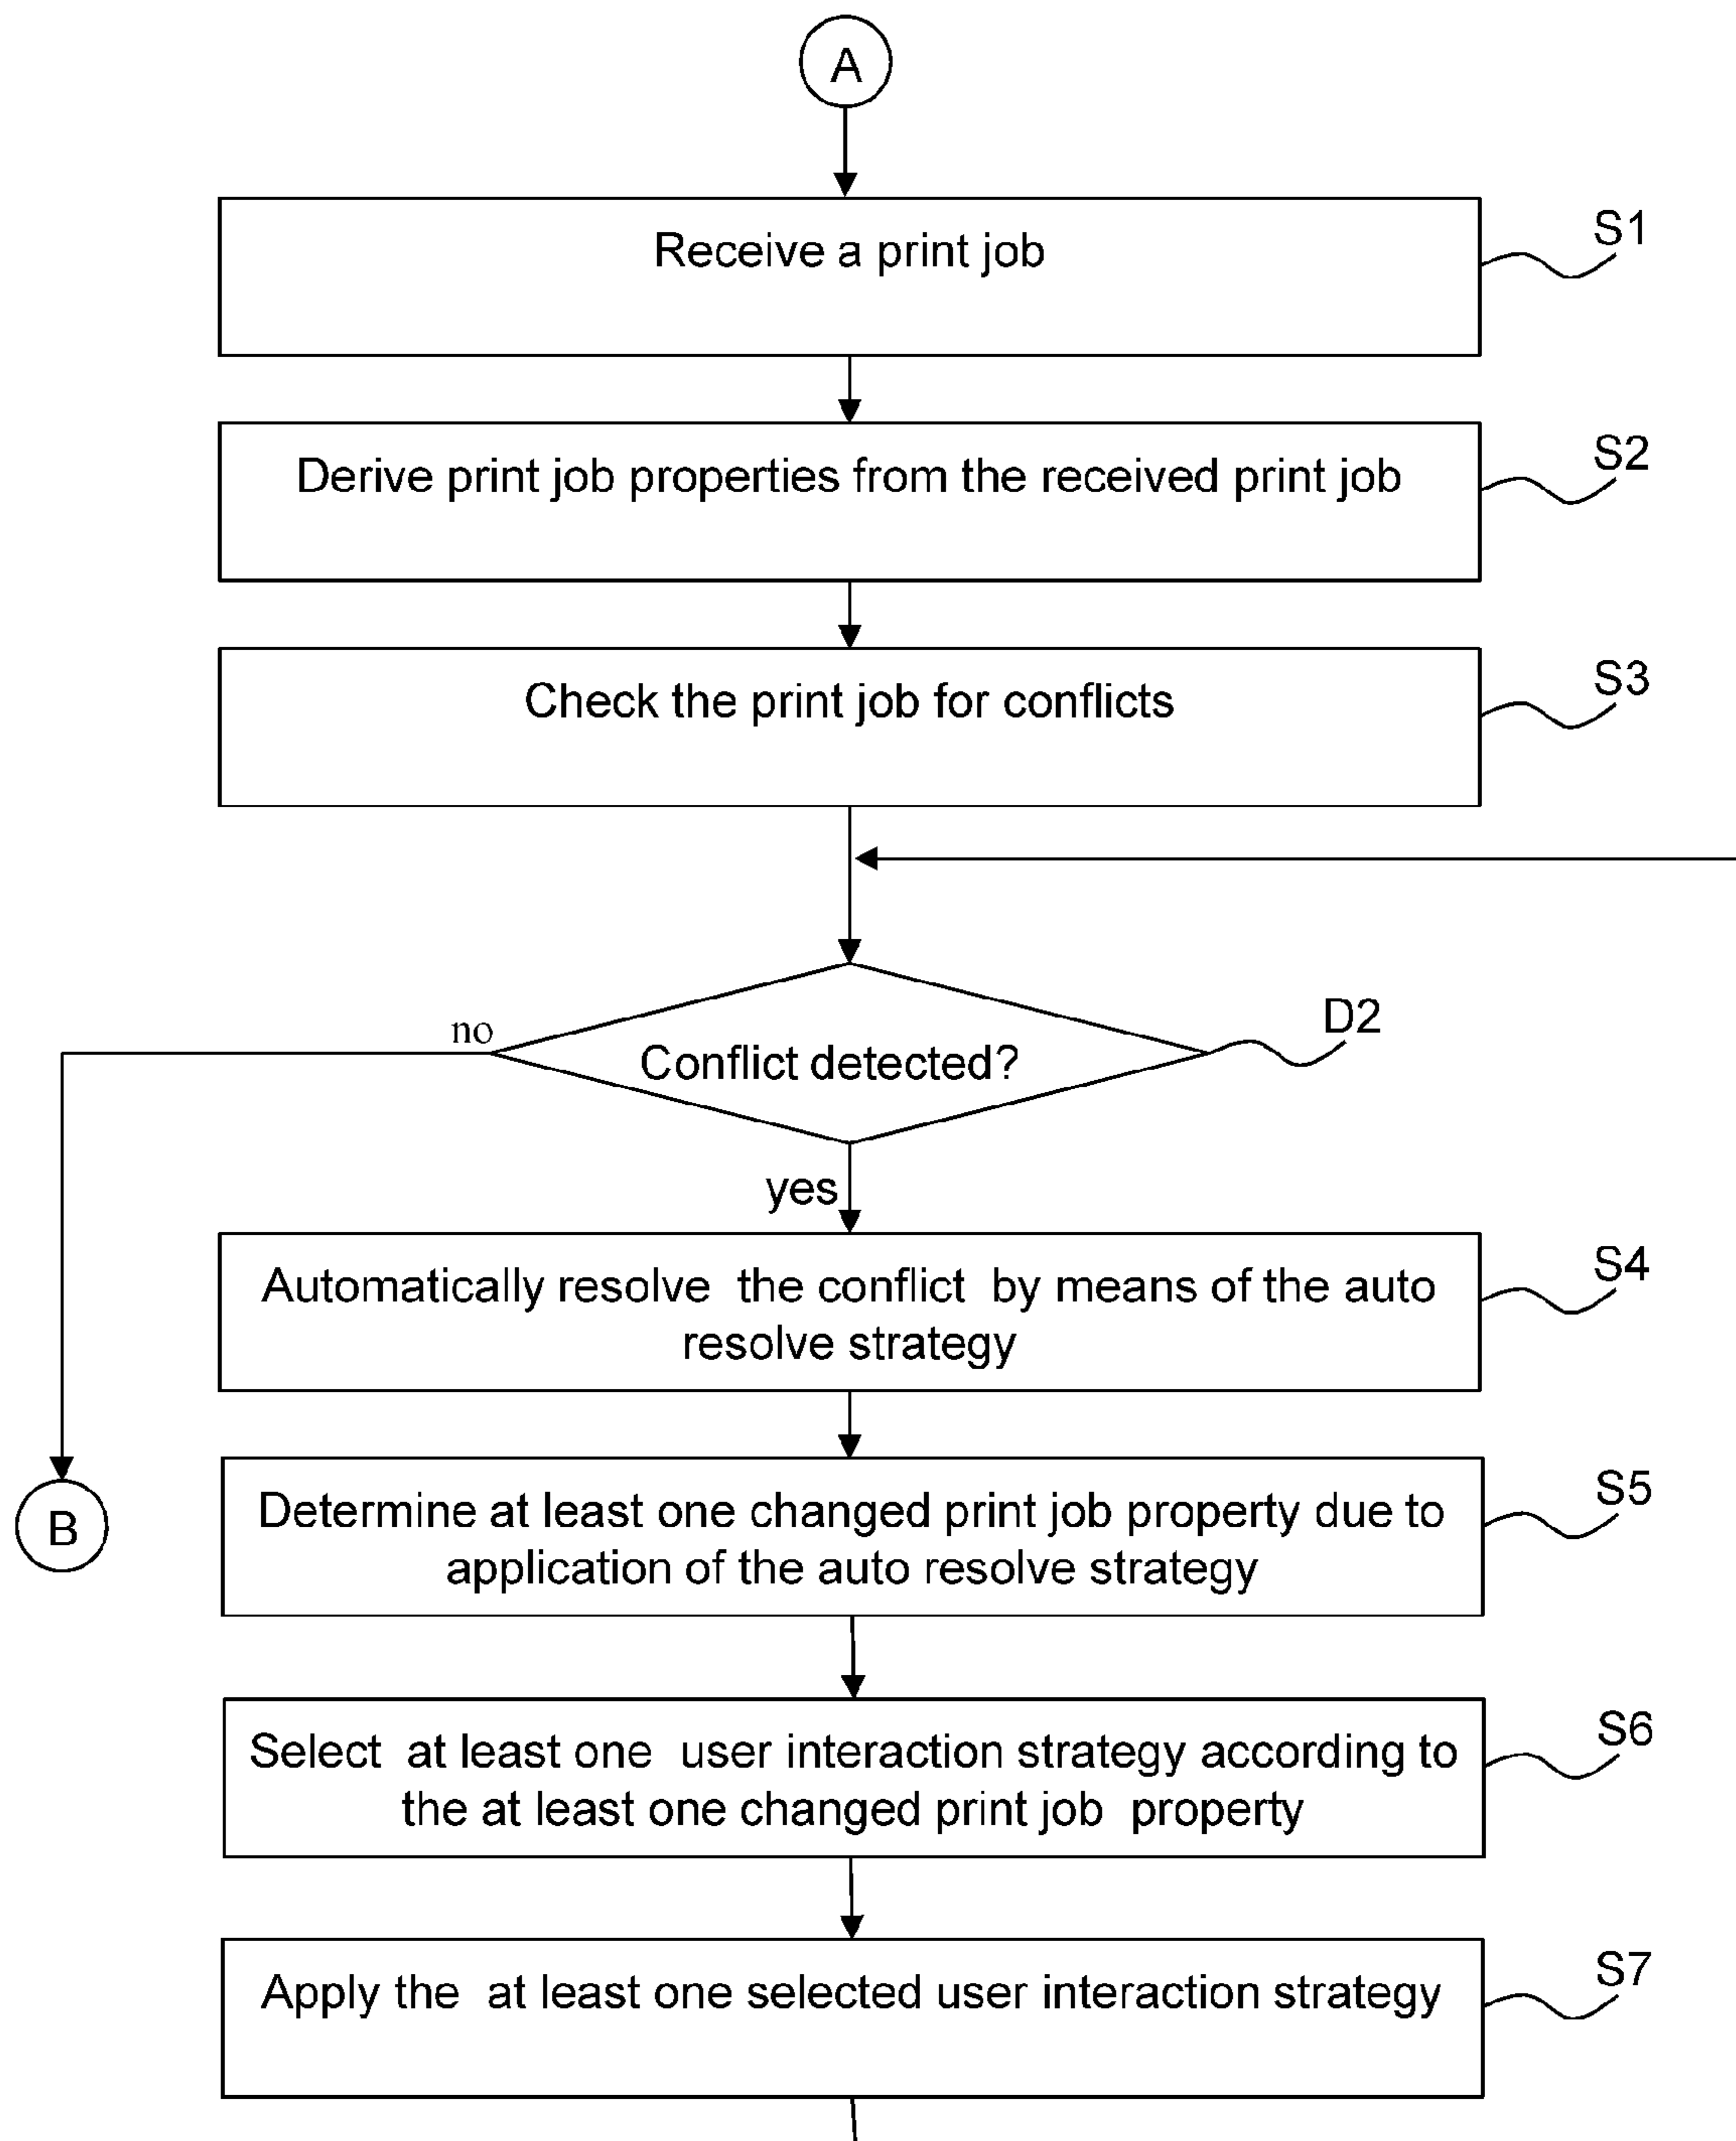 A
Receive a print job
S1
Derive print job properties from the received print job
S2
Check the print job for conflicts
S3
no
Conflict detected?
D2
yes
Automatically resolve the conflict by means of the auto
resolve strategy
S4
Determine at least one changed print job property due to
application of the auto resolve strategy
S5
B
Select at least one user interaction strategy according to
the at least one changed print job property
S6
Apply the at least one selected user interaction strategy
S7